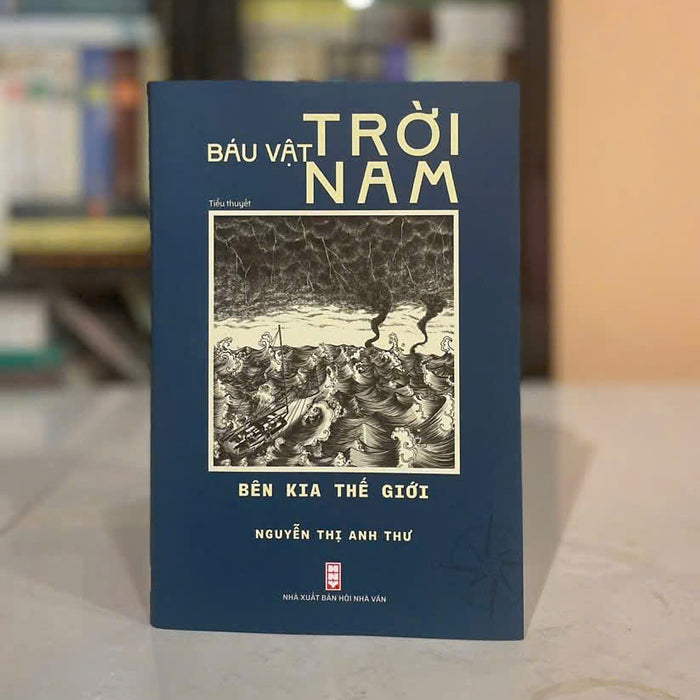 BÁU VẬT TRỜI
NAM
Tiểu thuyết
BÊN KIA THẾ GIỚI
NGUYỄN THỊ ANH THƯ
HNV
NHÀ XUẤT BẢN HỘI NHÀ VĂN